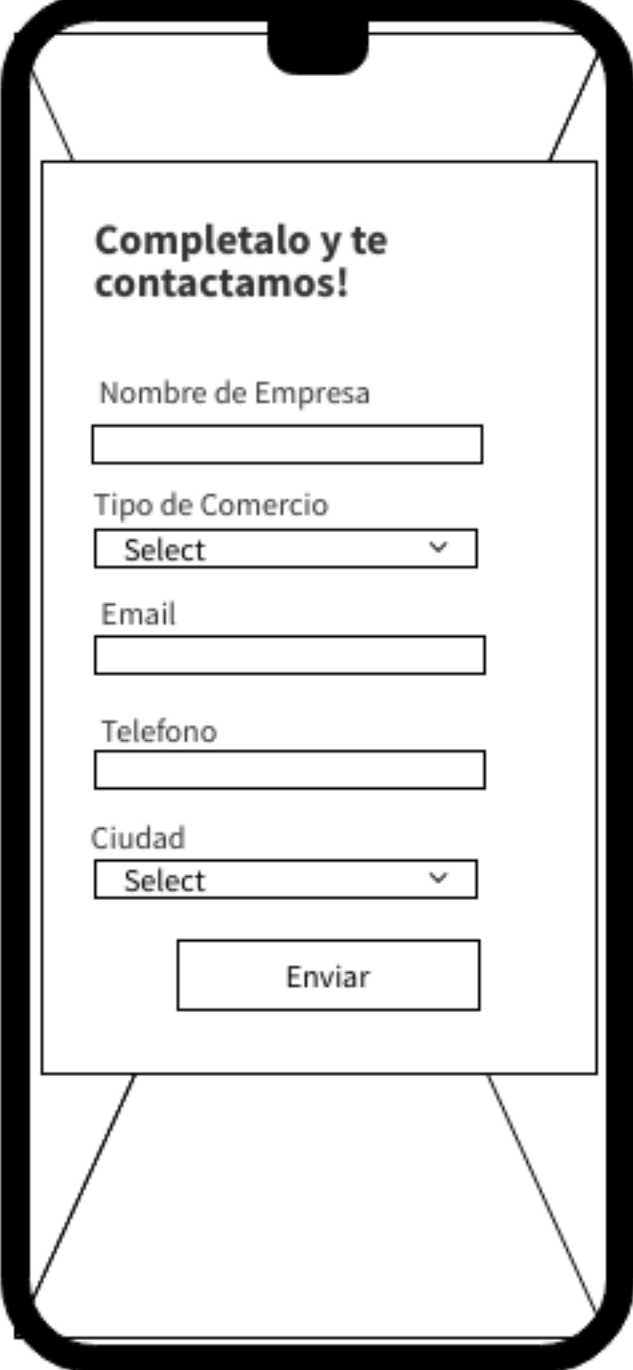 Completalo y te
contactamos!
Nombre de Empresa
Tipo de Comercio
Select
Email
Telefono
Ciudad
Select
Enviar